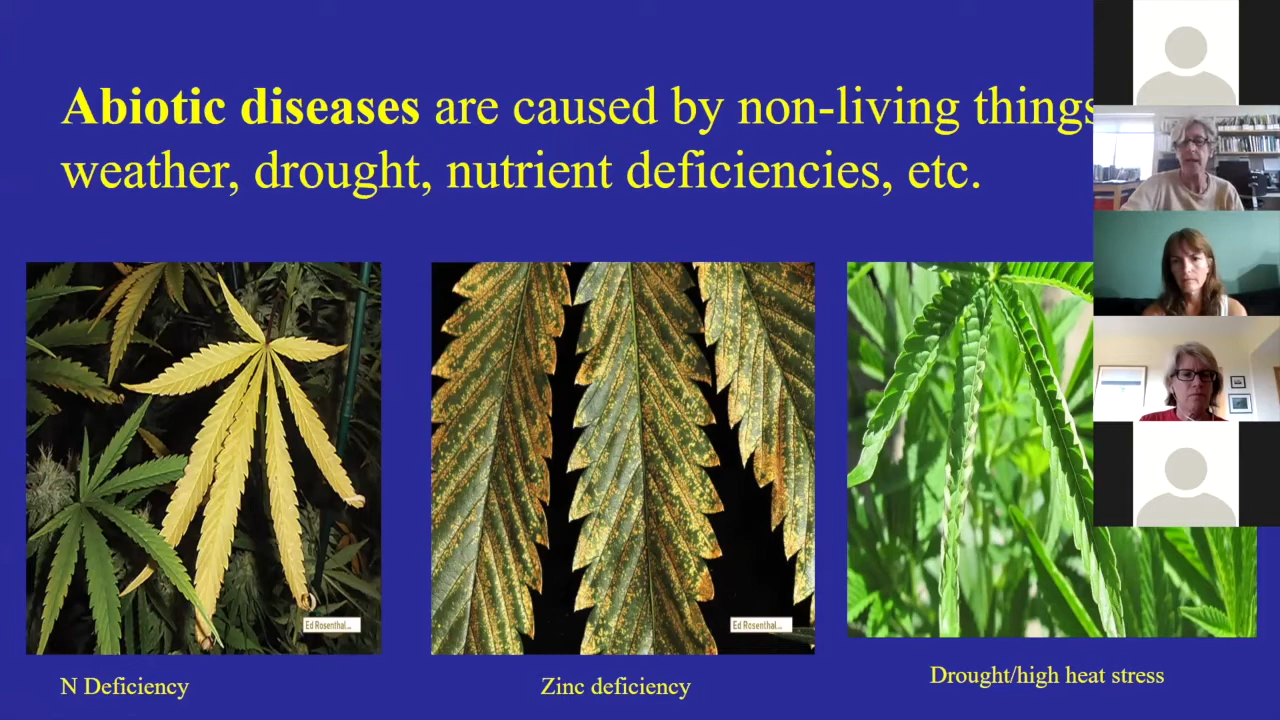 Abiotic diseases are caused by non-living things
weather, drought, nutrient deficiencies, etc.
Ed Rosenthal...
Ed Rosenthal...
N Deficiency
Zinc deficiency
Drought/high heat stress